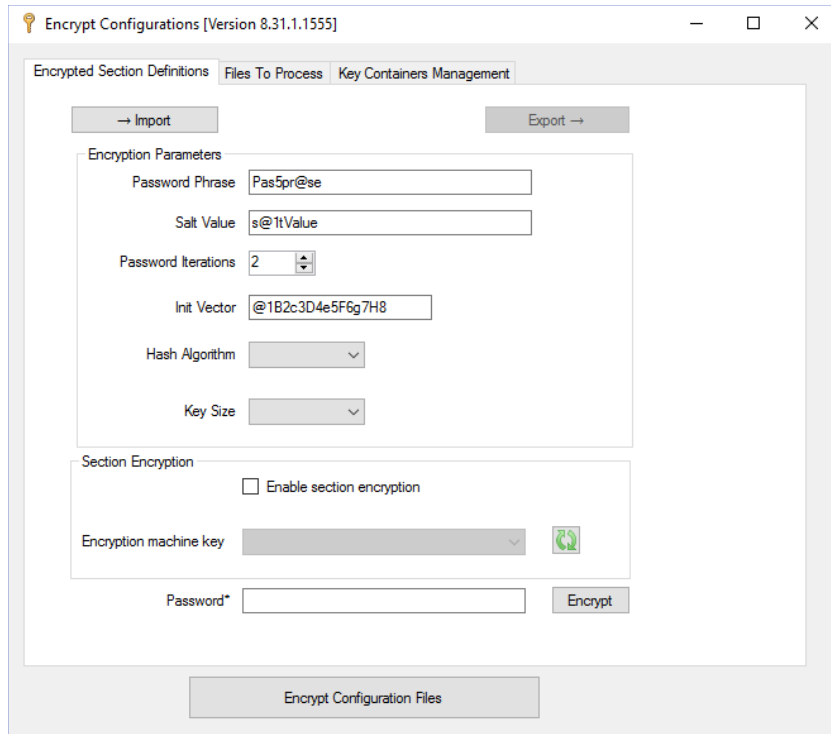 Encrypt Configurations [Version 8.31.1.1555]
Encrypted Section Definitions Files To Process Key Containers Management
→ Import Export →
Encryption Parameters
Password Phrase Pas5pr@se
Salt Value s@1tValue
Password Iterations 2
Init Vector @1B2c3D4e5F6g7H8
Hash Algorithm
Key Size
Section Encryption
Enable section encryption
Encryption machine key
Password* Encrypt
Encrypt Configuration Files